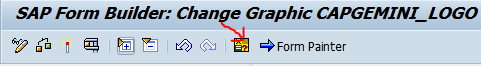 SAP Form Builder: Change Graphic CAPGEMINI_LOGO
Form Painter